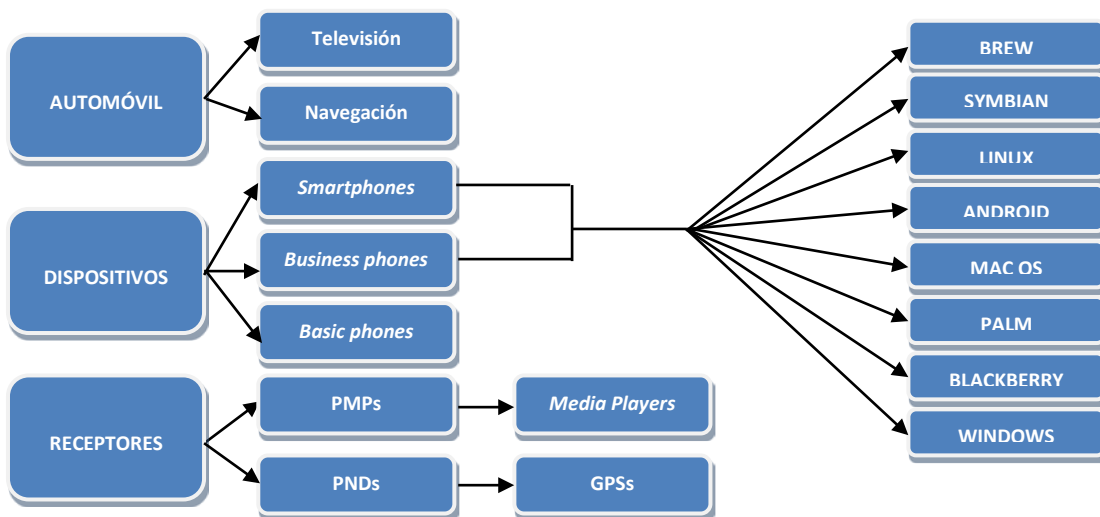 AUTOMÓVIL
Televisión
Navegación
DISPOSITIVOS
Smartphones
Business phones
Basic phones
RECEPTORES
PMPs
Media Players
PNDs
GPSs
BREW
SYMBIAN
LINUX
ANDROID
MAC OS
PALM
BLACKBERRY
WINDOWS